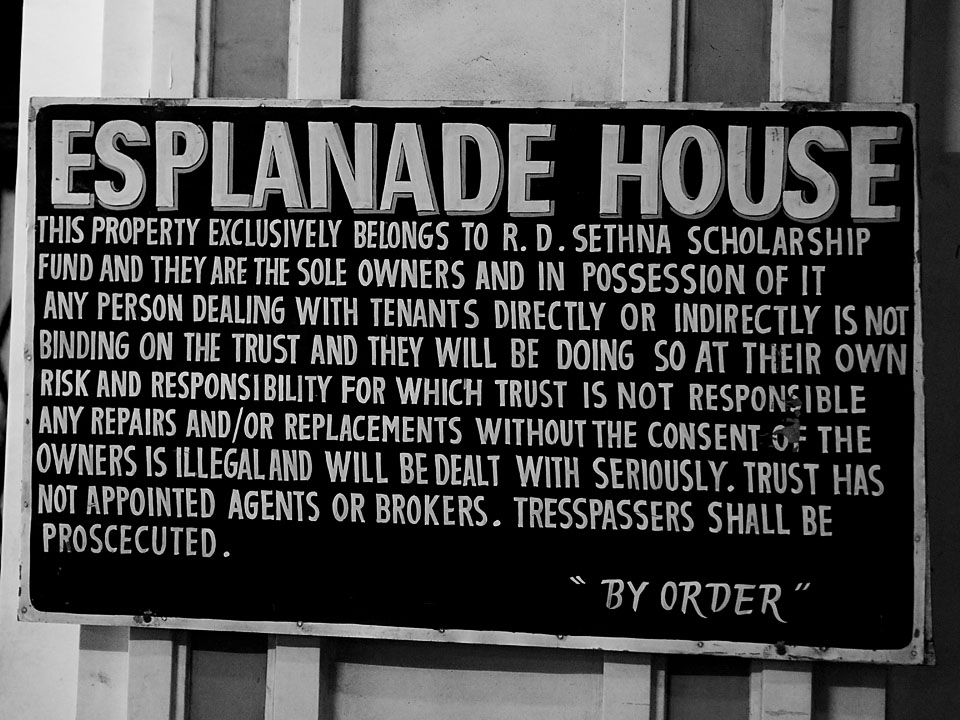 ESPLANADE HOUSE
THIS PROPERTY EXCLUSIVELY BELONGS TO R. D. SETHNA SCHOLARSHIP
FUND AND THEY ARE THE SOLE OWNERS AND IN POSSESSION OF IT
ANY PERSON DEALING WITH TENANTS DIRECTLY OR INDIRECTLY IS NOT
BINDING ON THE TRUST AND THEY WILL BE DOING SO AT THEIR OWN
RISK AND RESPONSIBILITY FOR WHICH TRUST IS NOT RESPONSIBLE
ANY REPAIRS AND/OR REPLACEMENTS WITHOUT THE CONSENT OF THE
OWNERS IS ILLEGAL AND WILL BE DEALT WITH SERIOUSLY. TRUST HAS
NOT APPOINTED AGENTS OR BROKERS. TRESSPASSERS SHALL BE
PROSCECUTED.
"BY ORDER"